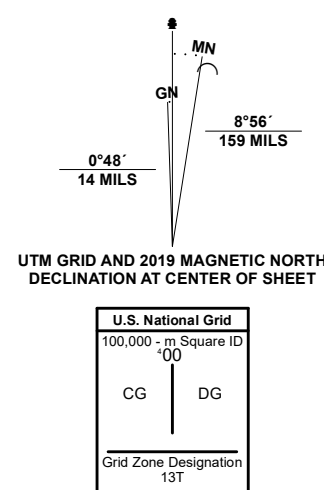 MN
GN
8°56´
159 MILS
0°48´
14 MILS
UTM GRID AND 2019 MAGNETIC NORTH
DECLINATION AT CENTER OF SHEET
U.S. National Grid
100,000 - m Square ID
⁴00
CG DG
Grid Zone Designation
13T